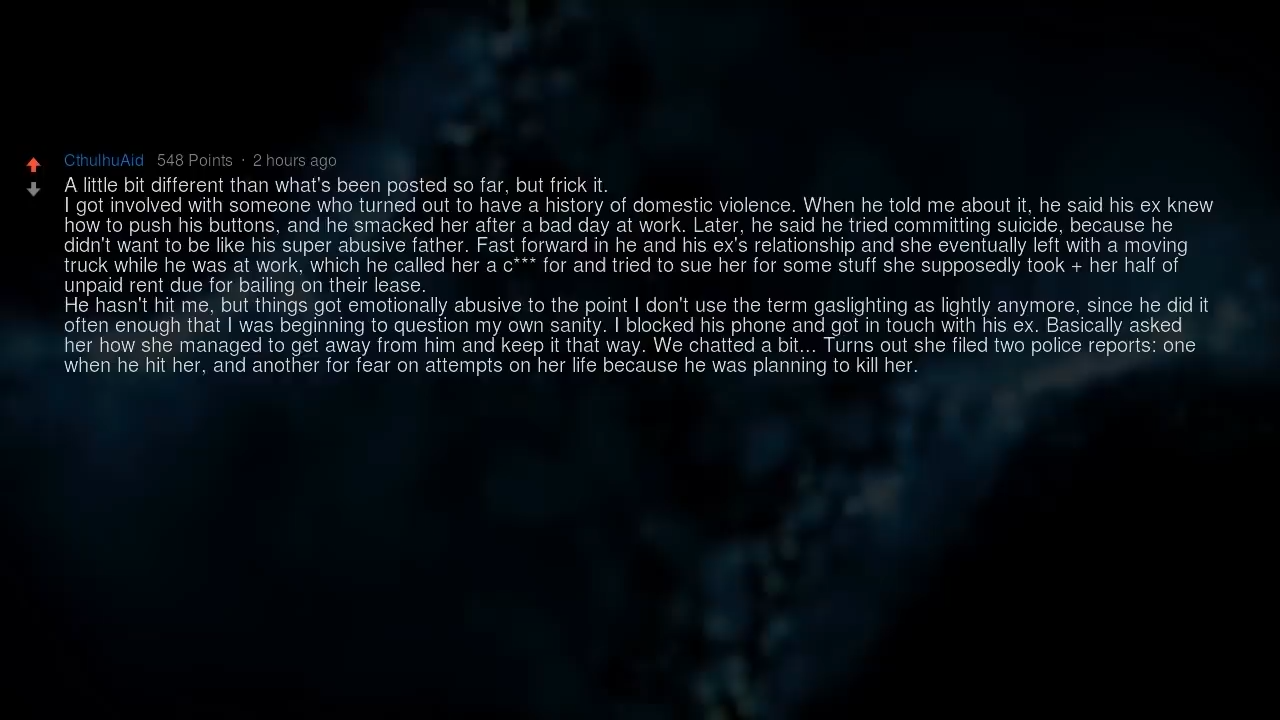 CthulhuAid 548 Points · 2 hours ago
A little bit different than what's been posted so far, but frick it.
I got involved with someone who turned out to have a history of domestic violence. When he told me about it, he said his ex knew
how to push his buttons, and he smacked her after a bad day at work. Later, he said he tried committing suicide, because he
didn't want to be like his super abusive father. Fast forward in he and his ex's relationship and she eventually left with a moving
truck while he was at work, which he called her a c*** for and tried to sue her for some stuff she supposedly took + her half of
unpaid rent due for bailing on their lease.
He hasn't hit me, but things got emotionally abusive to the point I don't use the term gaslighting as lightly anymore, since he did it
often enough that I was beginning to question my own sanity. I blocked his phone and got in touch with his ex. Basically asked
her how she managed to get away from him and keep it that way. We chatted a bit... Turns out she filed two police reports: one
when he hit her, and another for fear on attempts on her life because he was planning to kill her.